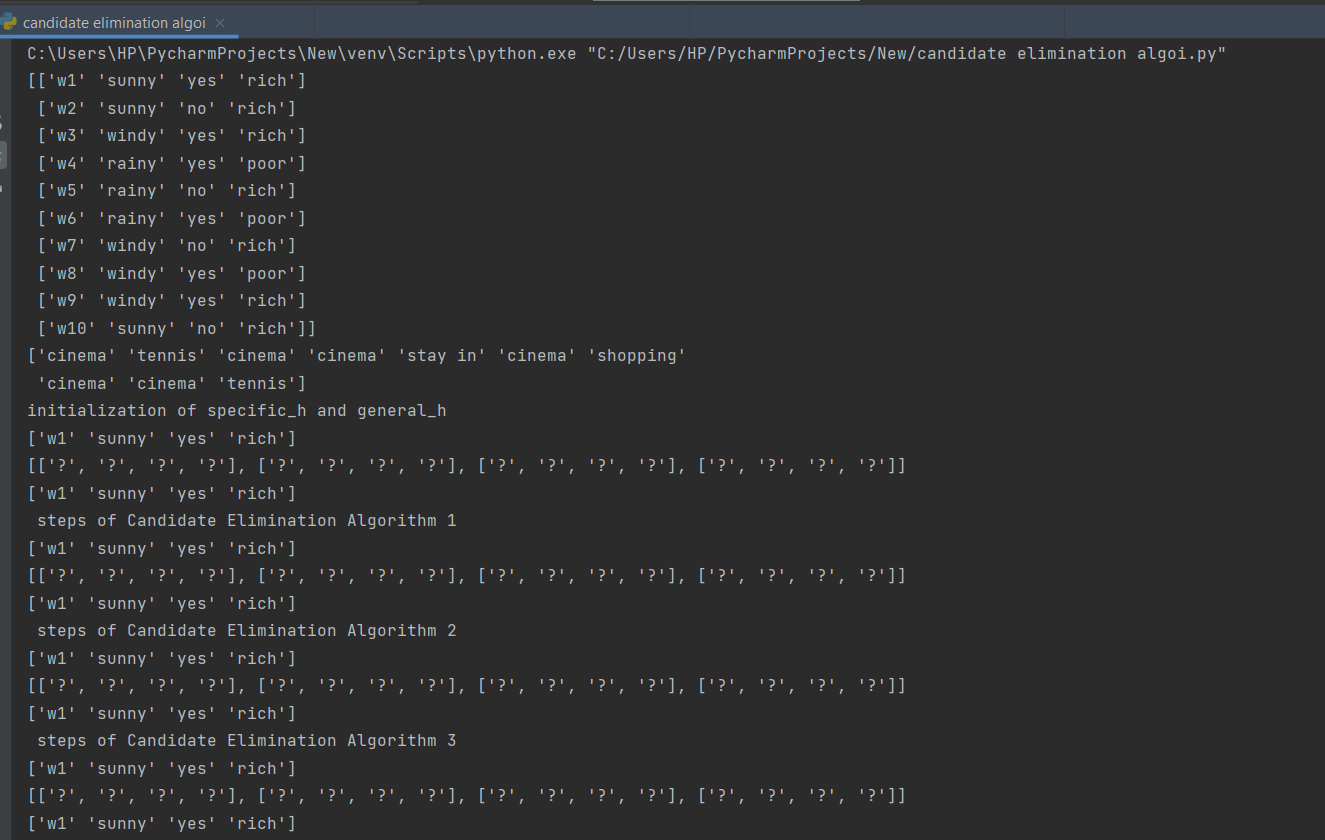 candidate elimination algoi
C:\Users\HP\PycharmProjects\New\venv\Scripts\python.exe "C:/Users/HP/PycharmProjects/New/candidate elimination algoi.py"
[['w1' 'sunny' 'yes' 'rich']
['w2' 'sunny' 'no' 'rich']
['w3' 'windy' 'yes' 'rich']
['w4' 'rainy' 'yes' 'poor']
['w5' 'rainy' 'no' 'rich']
['w6' 'rainy' 'yes' 'poor']
['w7' 'windy' 'no' 'rich']
['w8' 'windy' 'yes' 'poor']
['w9' 'windy' 'yes' 'rich']
['w10' 'sunny' 'no' 'rich']]
['cinema' 'tennis' 'cinema' 'cinema' 'stay in' 'cinema' 'shopping'
'cinema' 'cinema' 'tennis']
initialization of specific_h and general_h
['w1' 'sunny' 'yes' 'rich']
[['?', '?', '?', '?'], ['?', '?', '?', '?'], ['?', '?', '?', '?'], ['?', '?', '?', '?']]
['w1' 'sunny' 'yes' 'rich']
steps of Candidate Elimination Algorithm 1
['w1' 'sunny' 'yes' 'rich']
[['?', '?', '?', '?'], ['?', '?', '?', '?'], ['?', '?', '?', '?'], ['?', '?', '?', '?']]
['w1' 'sunny' 'yes' 'rich']
steps of Candidate Elimination Algorithm 2
['w1' 'sunny' 'yes' 'rich']
[['?', '?', '?', '?'], ['?', '?', '?', '?'], ['?', '?', '?', '?'], ['?', '?', '?', '?']]
['w1' 'sunny' 'yes' 'rich']
steps of Candidate Elimination Algorithm 3
['w1' 'sunny' 'yes' 'rich']
[['?', '?', '?', '?'], ['?', '?', '?', '?'], ['?', '?', '?', '?'], ['?', '?', '?', '?']]
['w1' 'sunny' 'yes' 'rich']